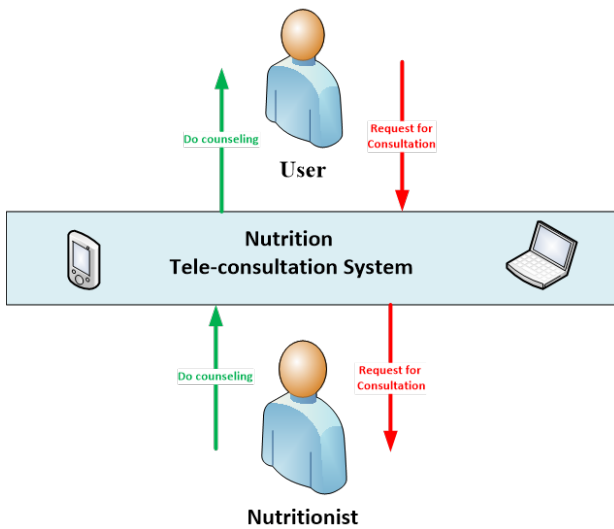 Do counseling
Request for
Consultation
User
Nutrition
Tele-consultation System
Do counseling
Request for
Consultation
Nutritionist